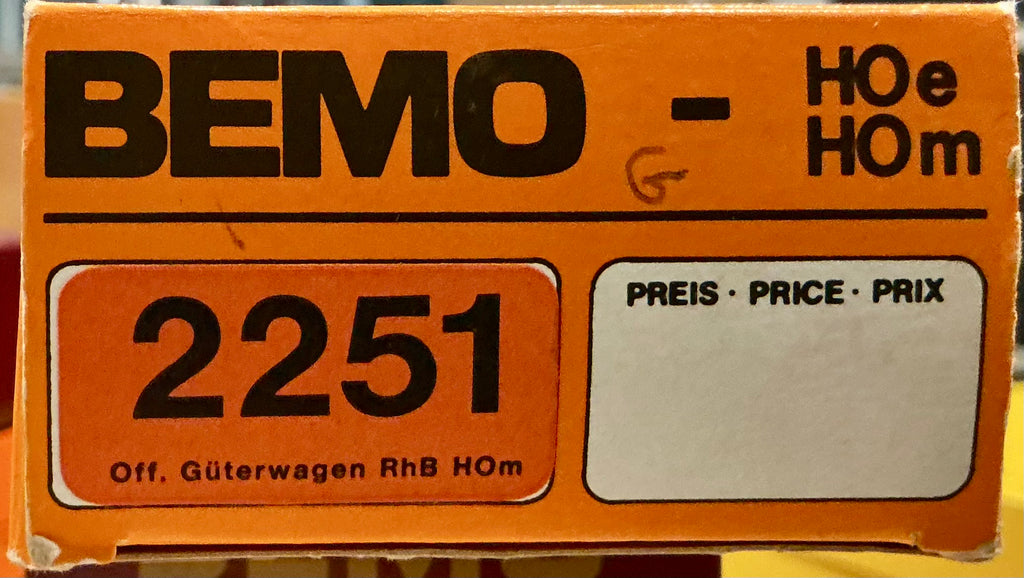 BEMO - HOe
HOm
G
2251
Off. Güterwagen RhB HOm
PREIS · PRICE · PRIX